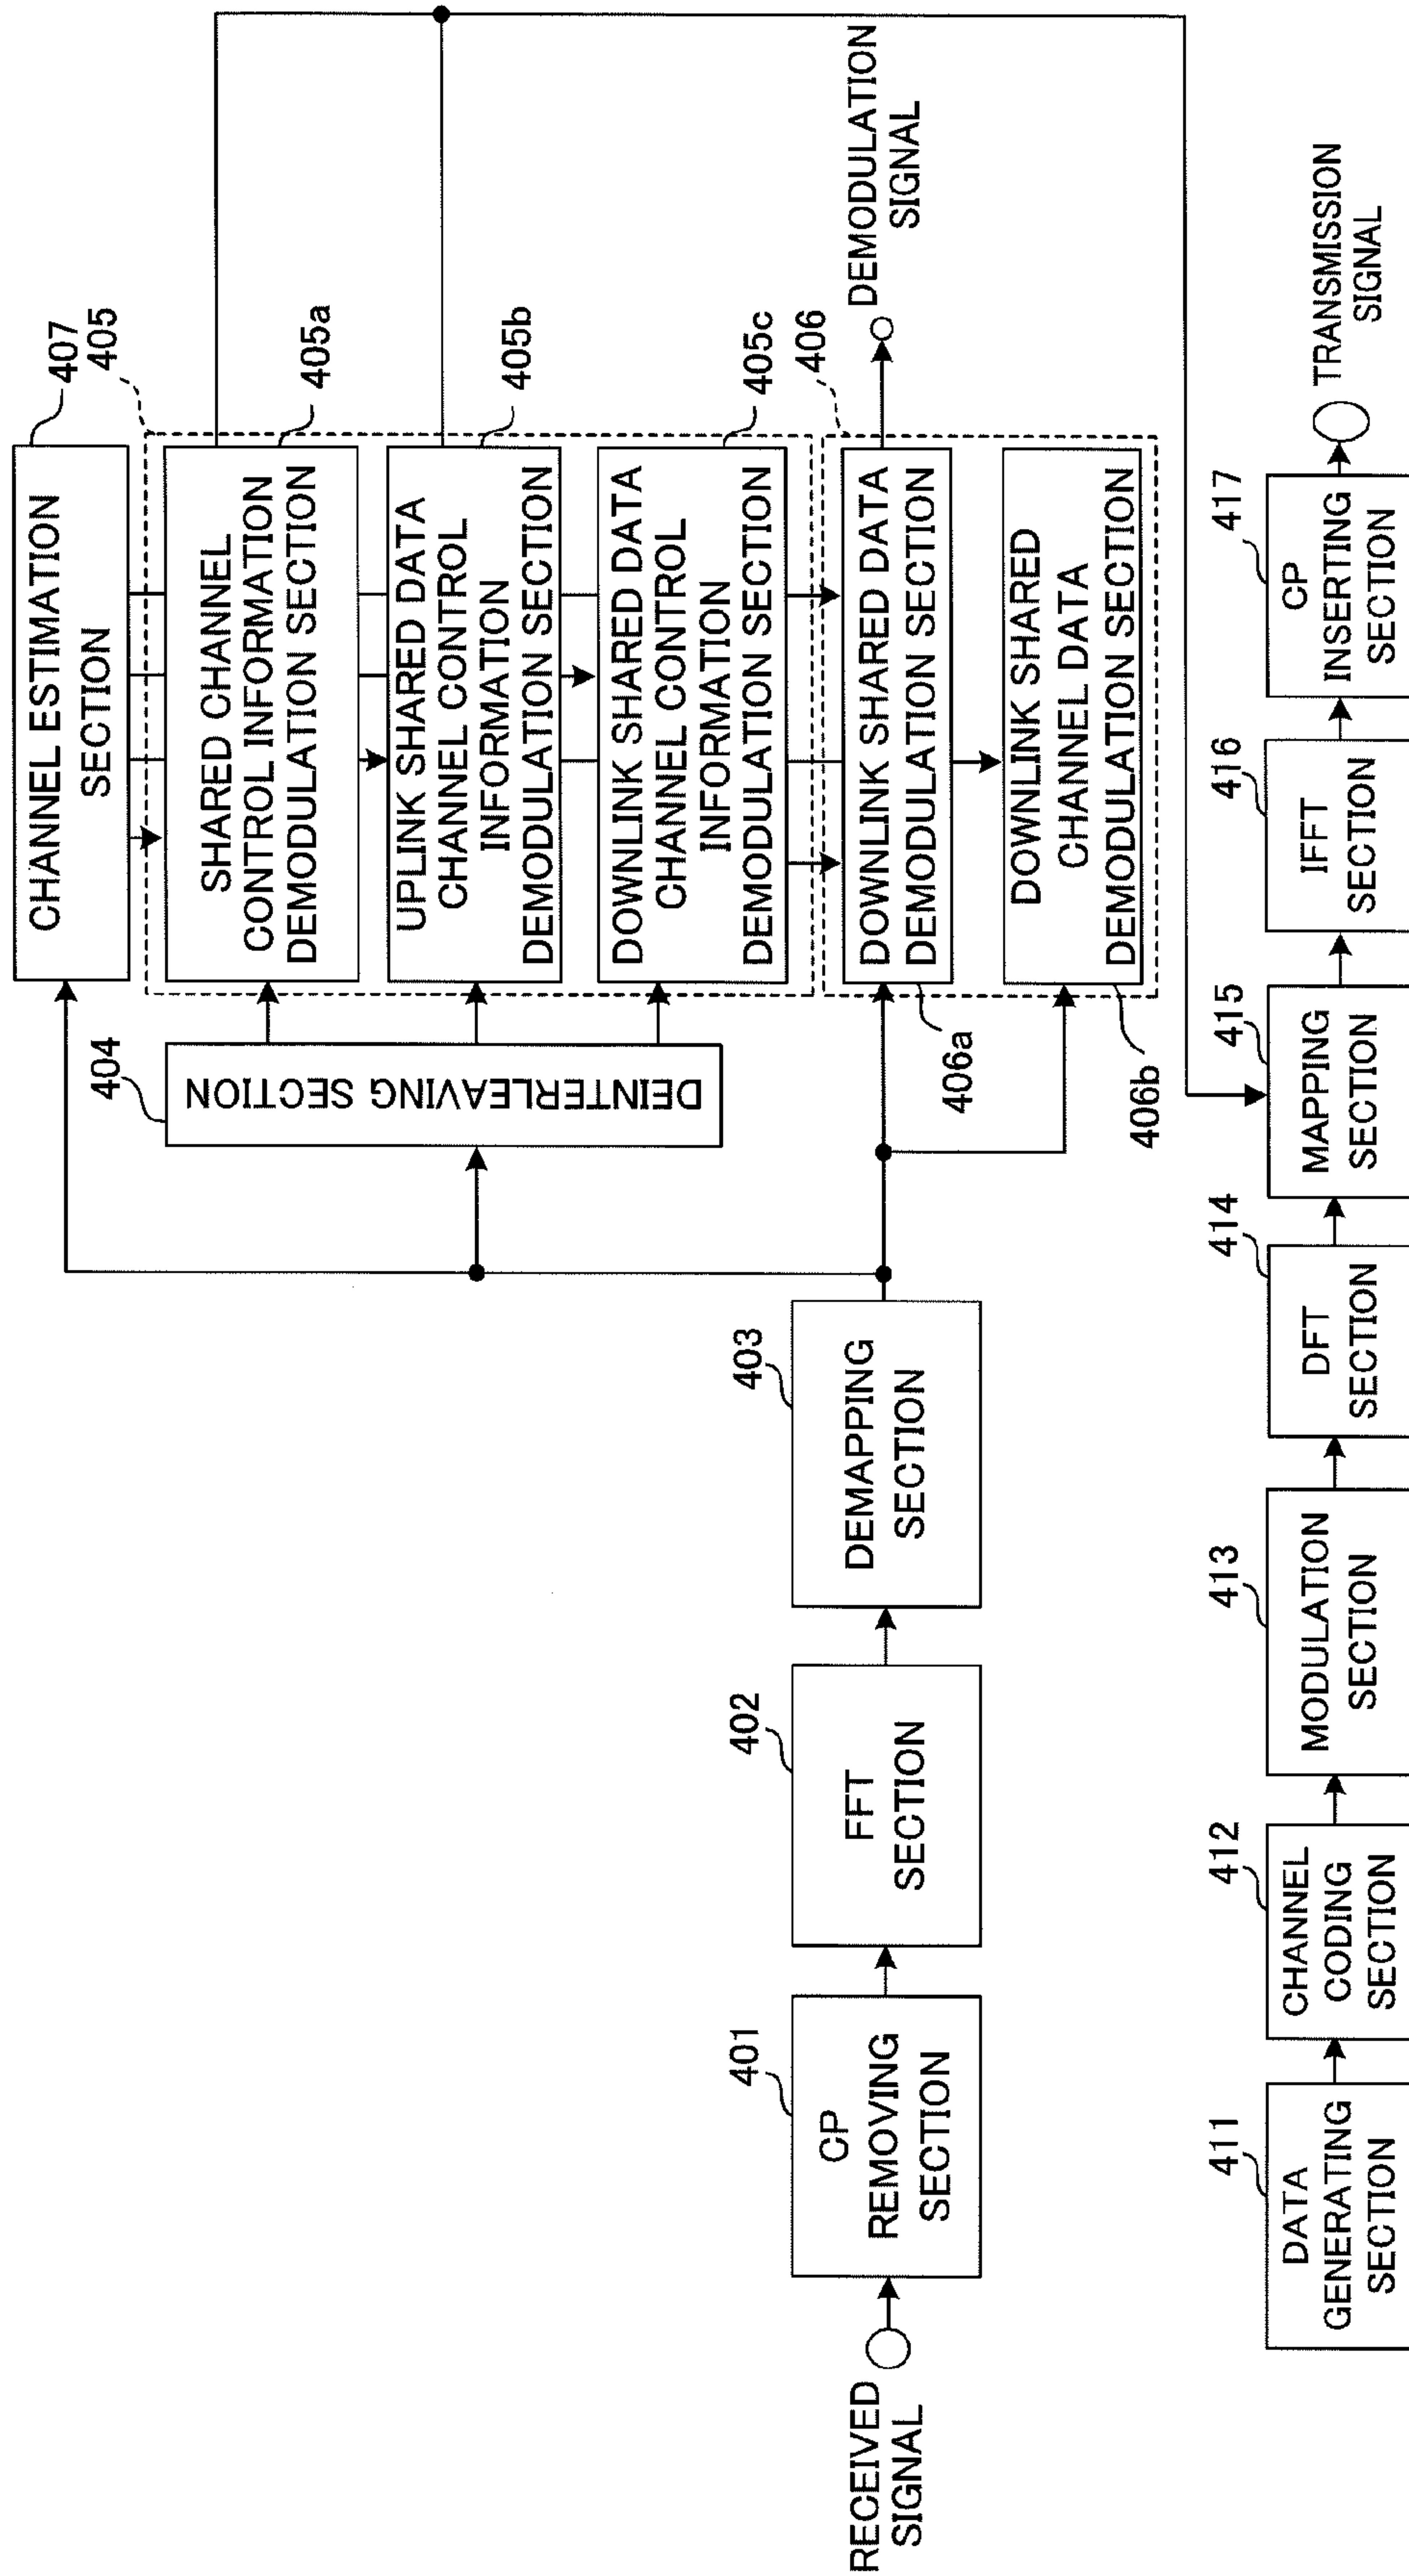 RECEIVED
SIGNAL
401
CP
REMOVING
SECTION
402
FFT
SECTION
403
DEMAPPING
SECTION
404
DEINTERLEAVING SECTION
407
CHANNEL ESTIMATION
SECTION
405
405a
SHARED CHANNEL
CONTROL INFORMATION
DEMODULATION SECTION
405b
UPLINK SHARED DATA
CHANNEL CONTROL
INFORMATION
DEMODULATION SECTION
405c
DOWNLINK SHARED DATA
CHANNEL CONTROL
INFORMATION
DEMODULATION SECTION
406
DOWNLINK SHARED DATA
DEMODULATION SECTION
406a
DOWNLINK SHARED
CHANNEL DATA
DEMODULATION SECTION
406b
DEMODULATION
SIGNAL
411
DATA
GENERATING
SECTION
412
CHANNEL
CODING
SECTION
413
MODULATION
SECTION
414
DFT
SECTION
415
MAPPING
SECTION
416
IFFT
SECTION
417
CP
INSERTING
SECTION
TRANSMISSION
SIGNAL